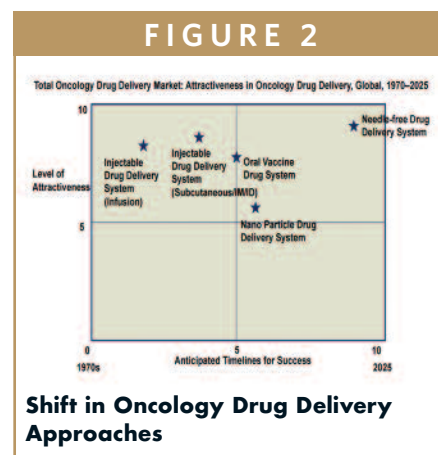 FIGURE 2
Total Oncology Drug Delivery Market: Attractiveness in Oncology Drug Delivery, Global, 1970–2025
10
Needle-free Drug
Delivery System
Level of
Attractiveness
Injectable
Drug Delivery
System
(Infusion)
Injectable
Drug Delivery
System
(Subcutaneous/IM/ID)
Oral Vaccine
Drug System
5
Nano Particle Drug
Delivery System
0
5
10
1970s
Anticipated Timelines for Success
2025
Shift in Oncology Drug Delivery
Approaches